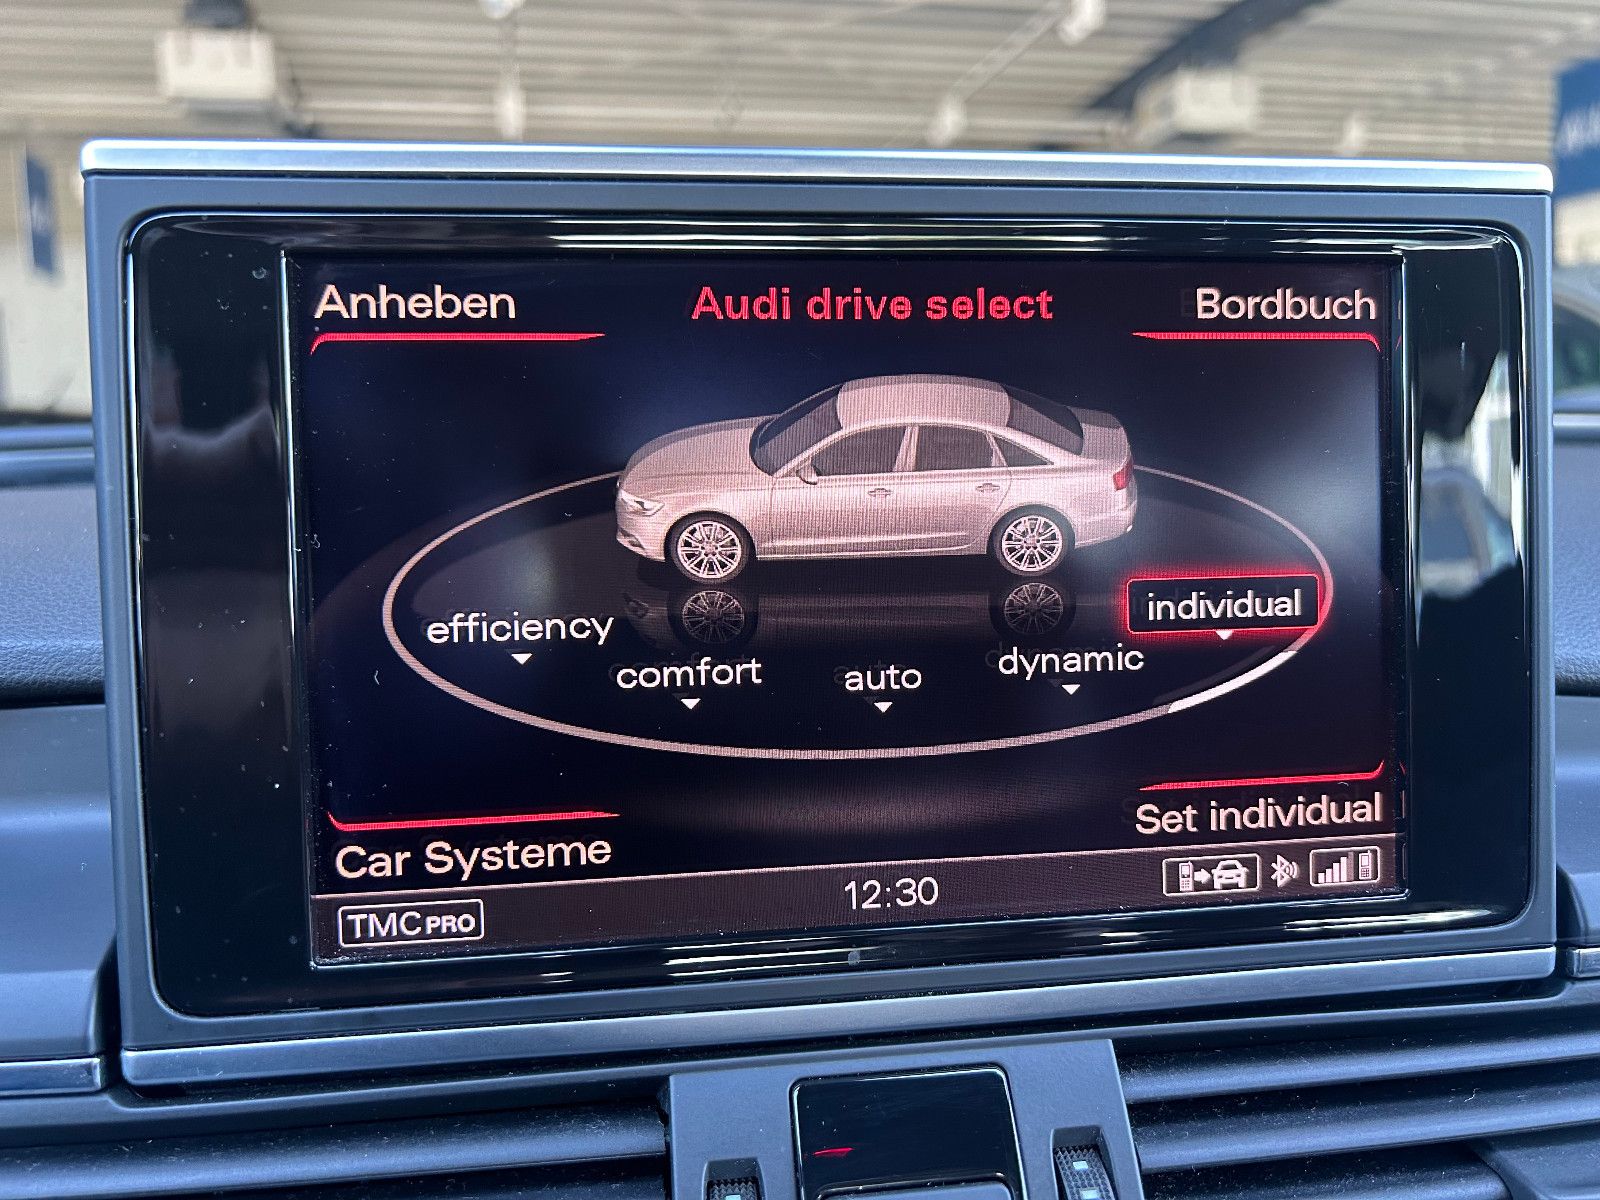 Anheben
Audi drive select
Bordbuch
efficiency
comfort
auto
dynamic
individual
Car Systeme
Set individual
TMC PRO
12:30